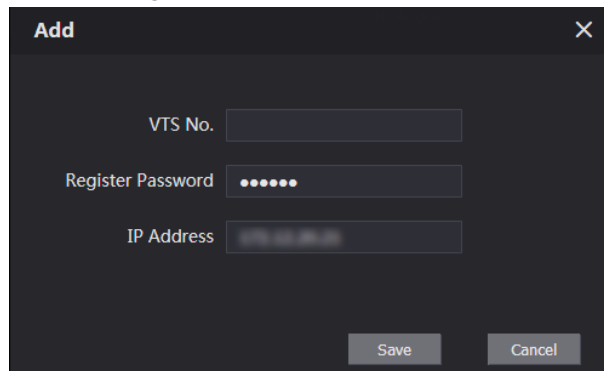 Add
VTS No.
Register Password ●●●●●●
IP Address
Save Cancel